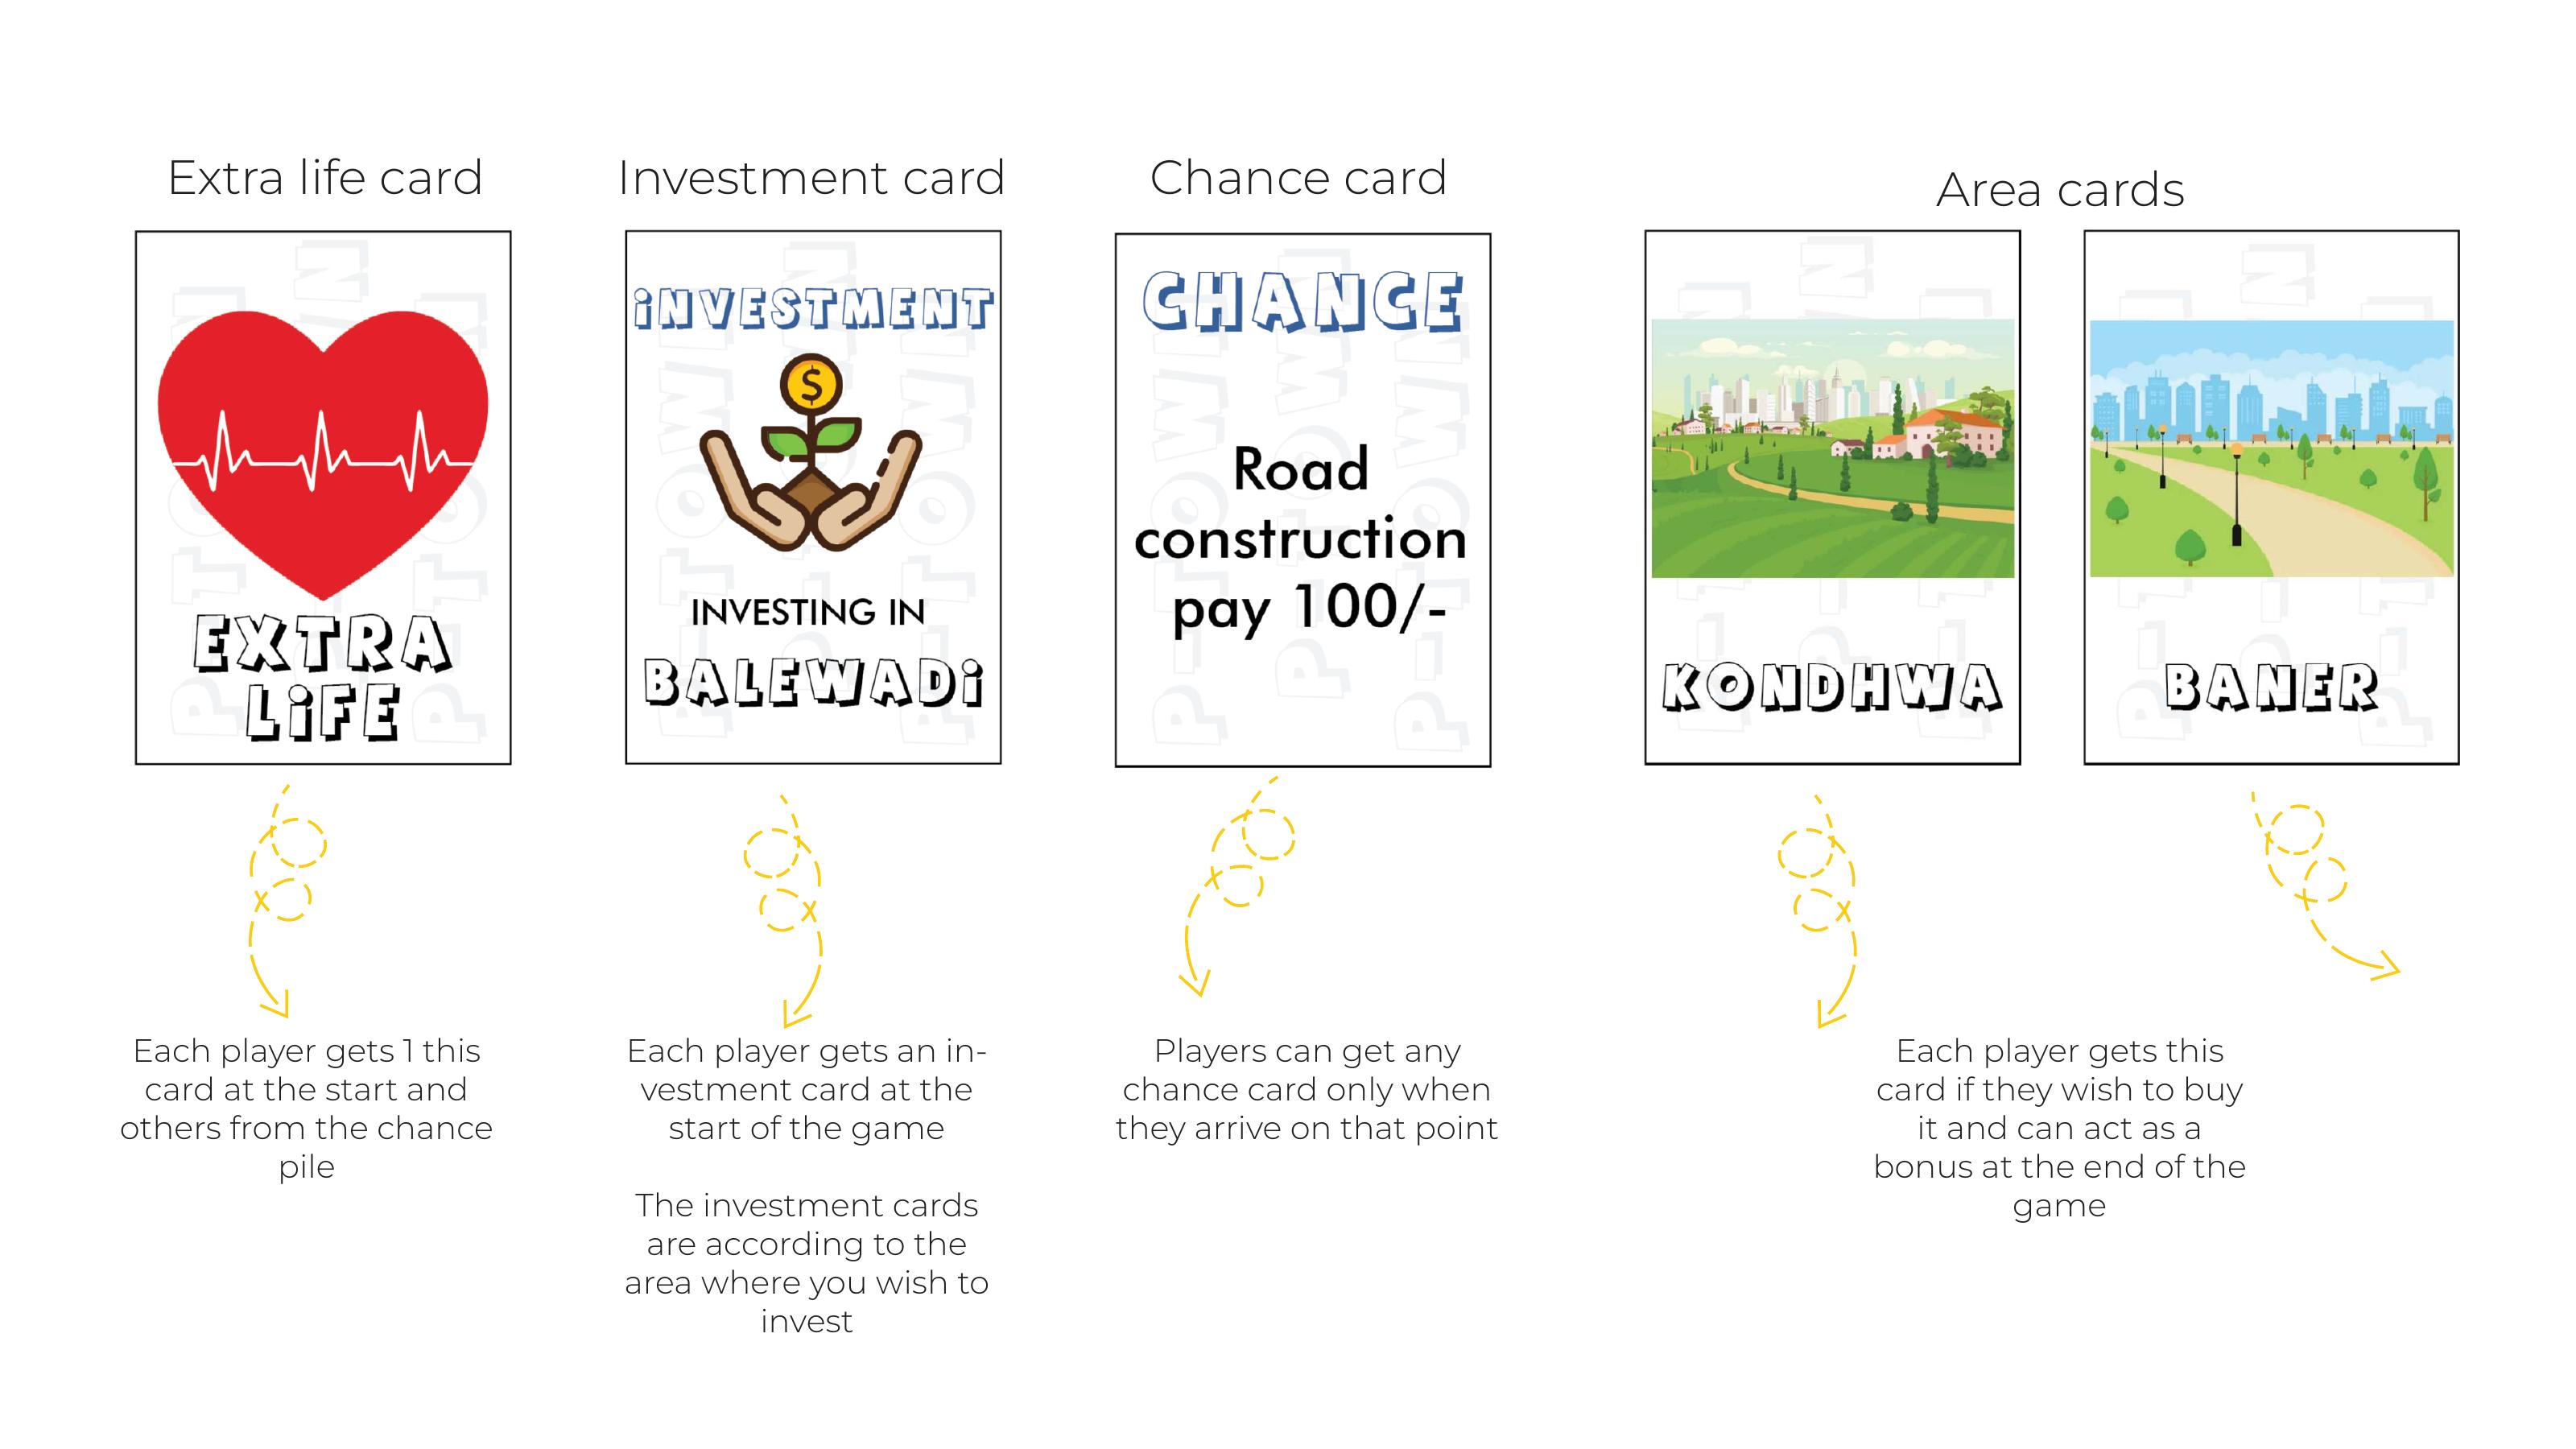 Extra life card
EXTRA
LiFE
Each player gets 1 this
card at the start and
others from the chance
pile
Investment card
iNVESTMENT
$
INVESTING IN
BALEWADi
Each player gets an in-
vestment card at the
start of the game
The investment cards
are according to the
area where you wish to
invest
Chance card
CHANCE
Road
construction
pay 100/-
Players can get any
chance card only when
they arrive on that point
Area cards
KONDHWA
BANER
Each player gets this
card if they wish to buy
it and can act as a
bonus at the end of the
game
P-TOWN
P-TOWN
P-TOWN